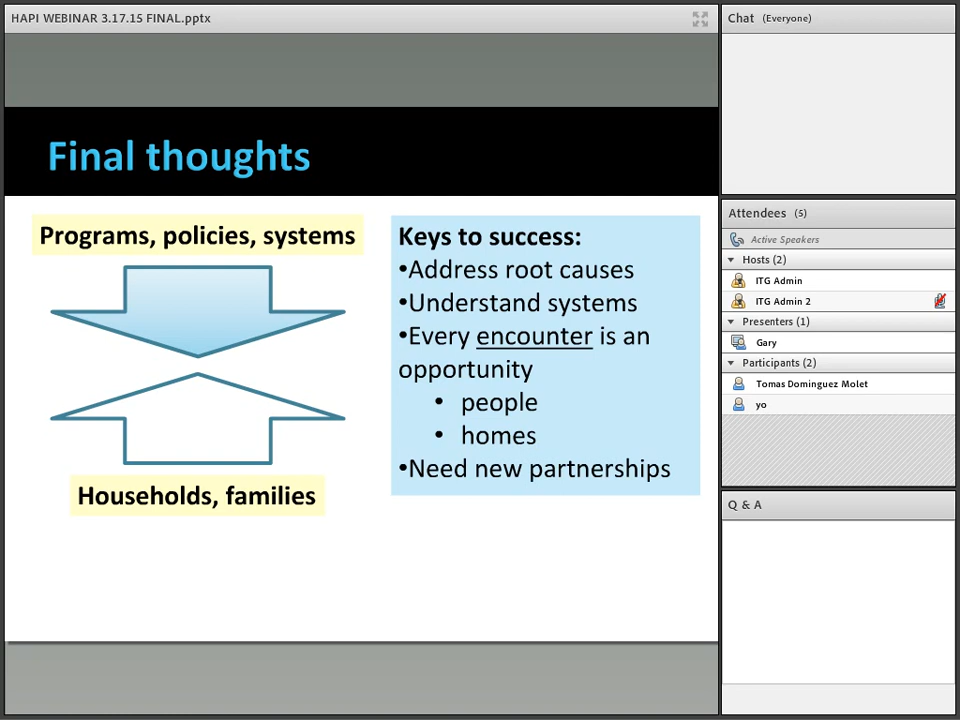 HAPI WEBINAR 3.17.15 FINAL.pptx
Final thoughts
Programs, policies, systems
Households, families
Keys to success:
•Address root causes
•Understand systems
•Every encounter is an
opportunity
• people
• homes
•Need new partnerships
Chat (Everyone)
Attendees (5)
Active Speakers
Hosts (2)
ITG Admin
ITG Admin 2
Presenters (1)
Gary
Participants (2)
Tomas Dominguez Molet
yo
Q & A